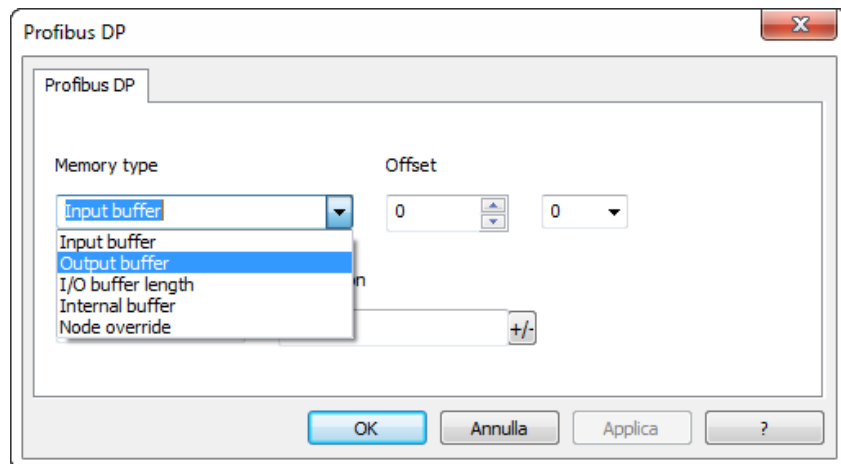 Profibus DP
Profibus DP
Memory type Offset
Input buffer 0 0
Input buffer
Output buffer
I/O buffer length
Internal buffer
Node override
+/-
OK Annulla Applica ?